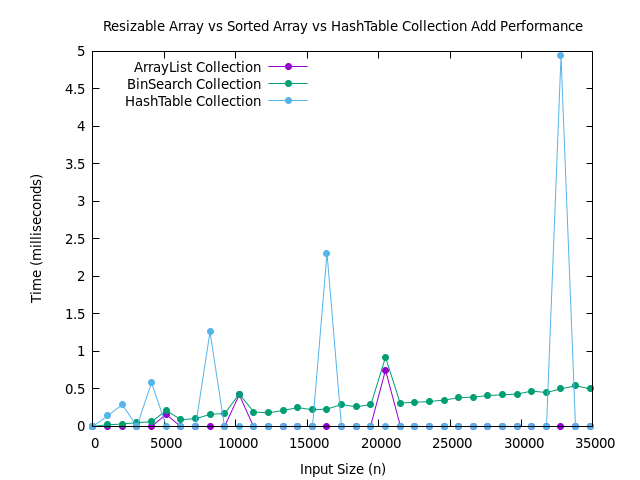 Resizable Array vs Sorted Array vs HashTable Collection Add Performance
ArrayList Collection
BinSearch Collection
HashTable Collection
5
4.5
4
3.5
3
2.5
2
1.5
1
0.5
0
Time (milliseconds)
0 5000 10000 15000 20000 25000 30000 35000
Input Size (n)